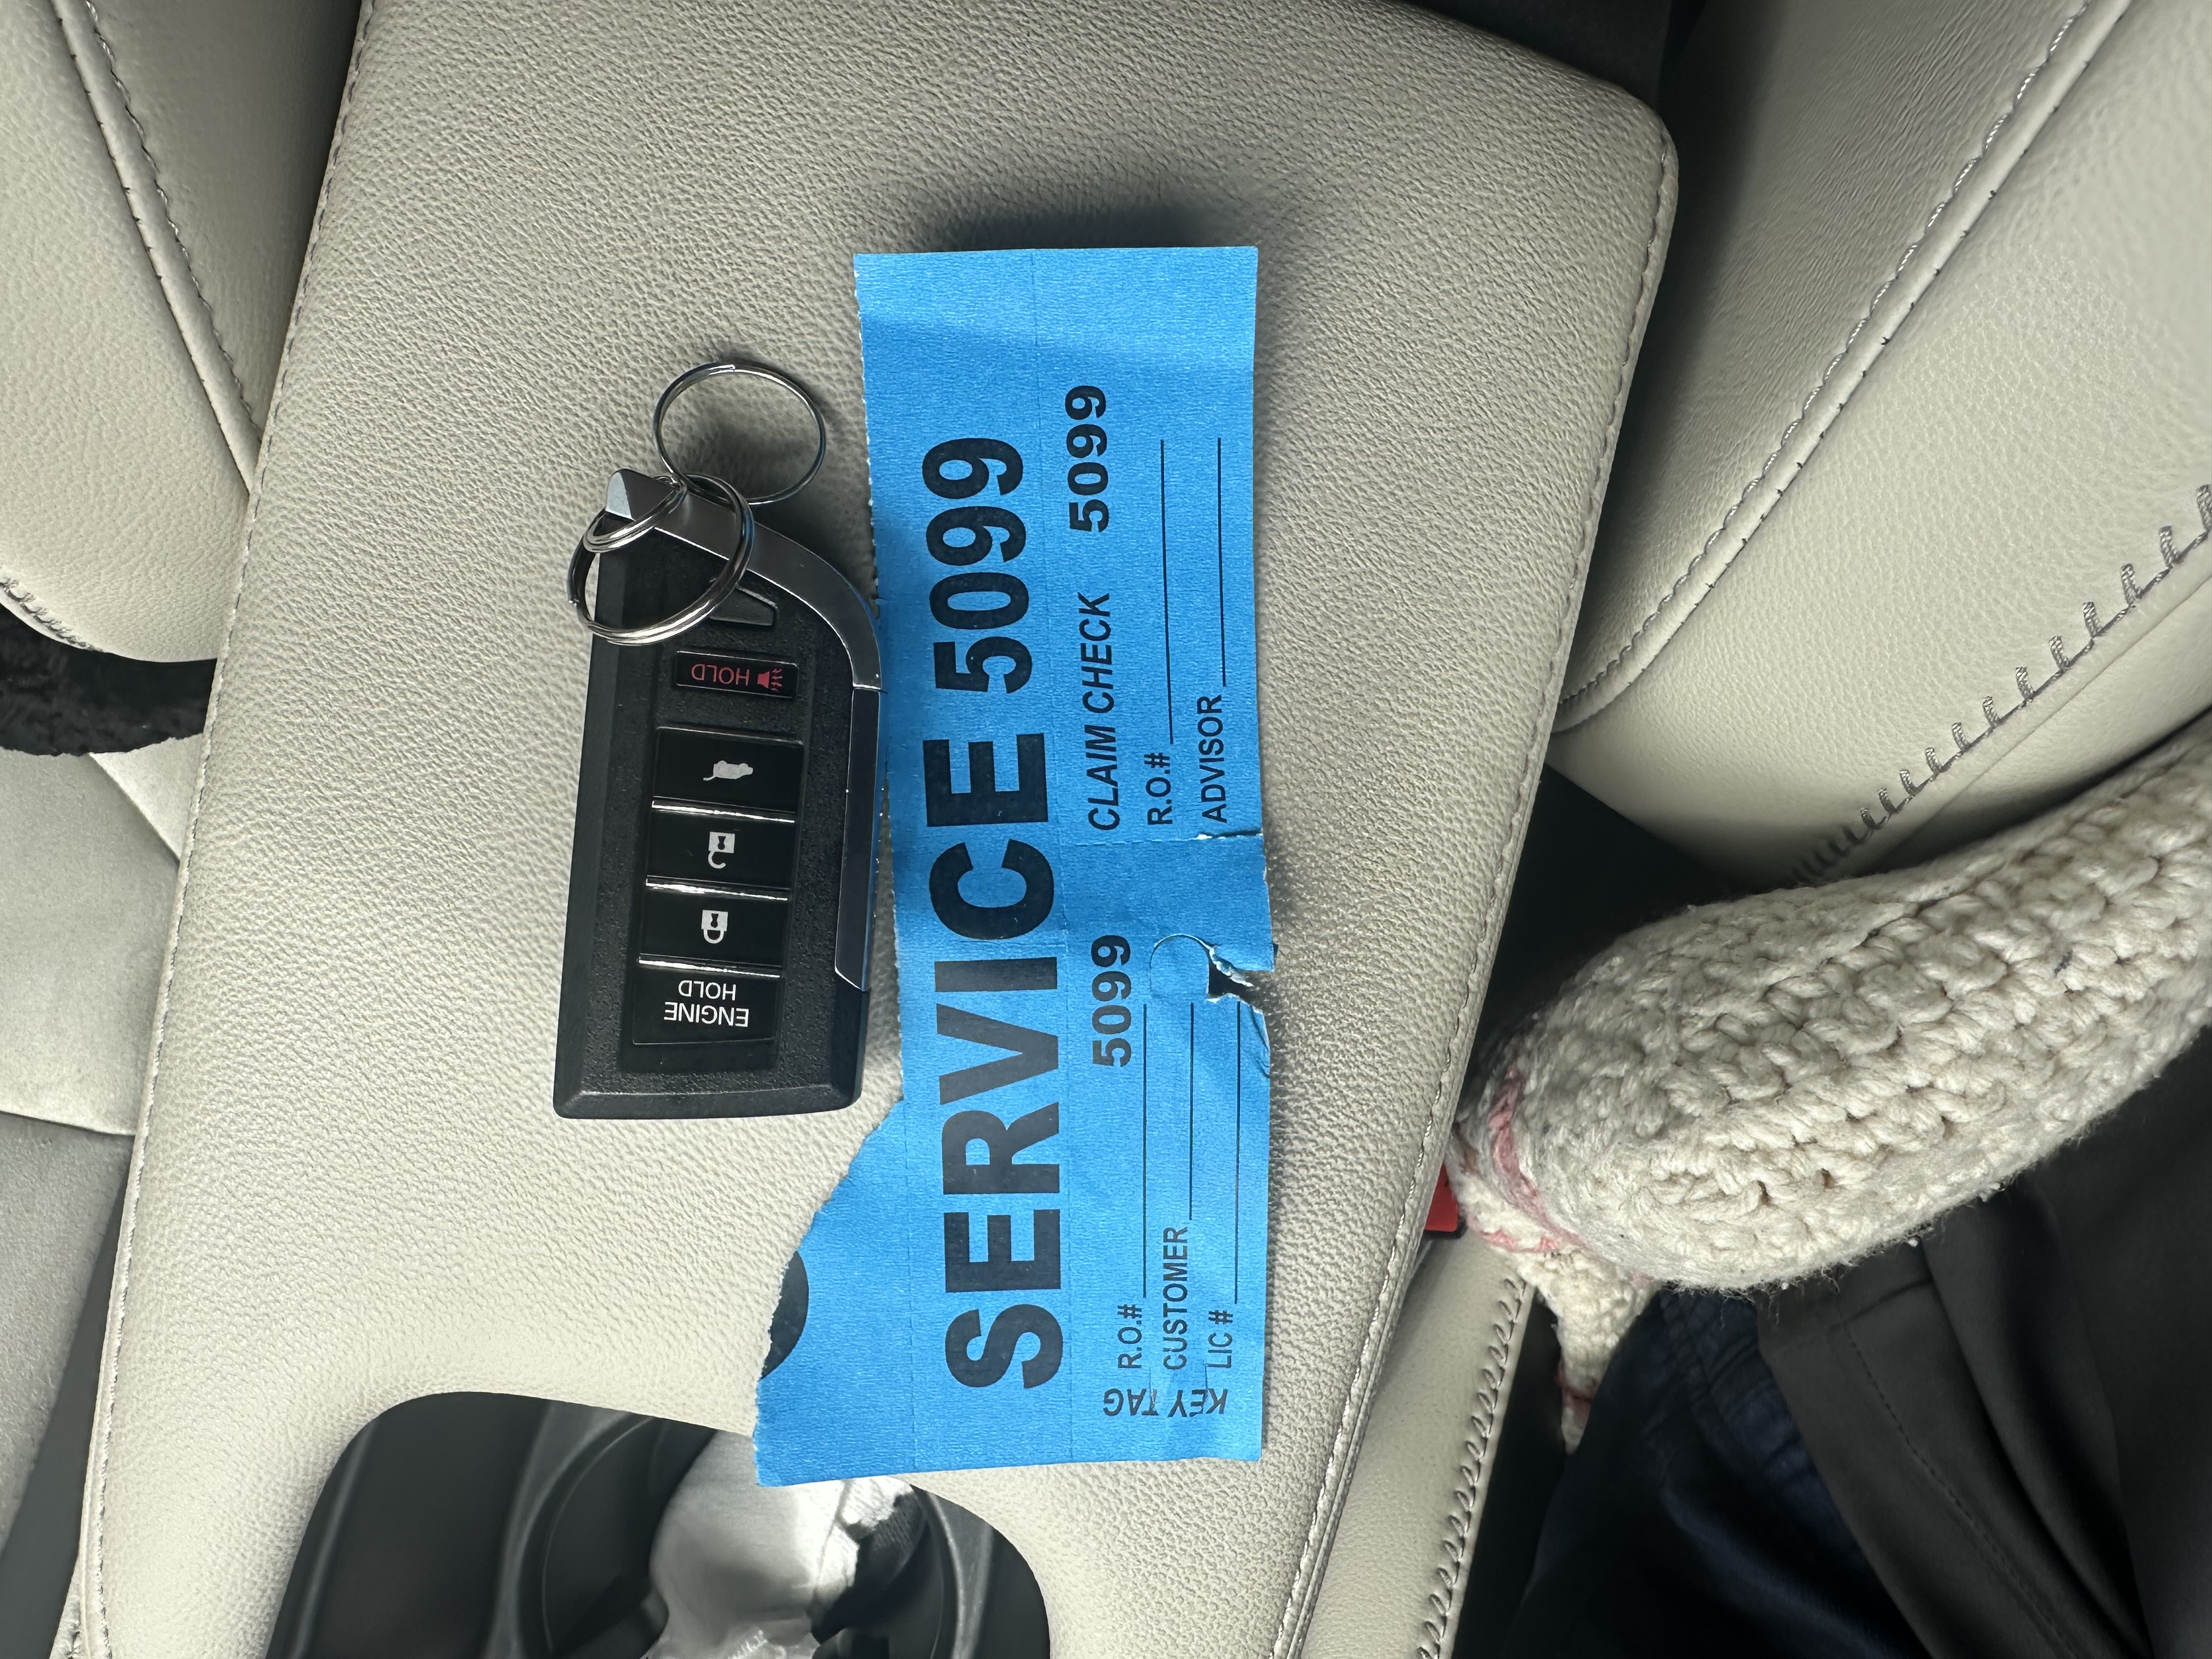 SERVICE 5099
CLAIM CHECK 5099
R.O.#
ADVISOR
5099
R.O.#
CUSTOMER
LIC #
KEY TAG
HOLD
ENGINE
HOLD